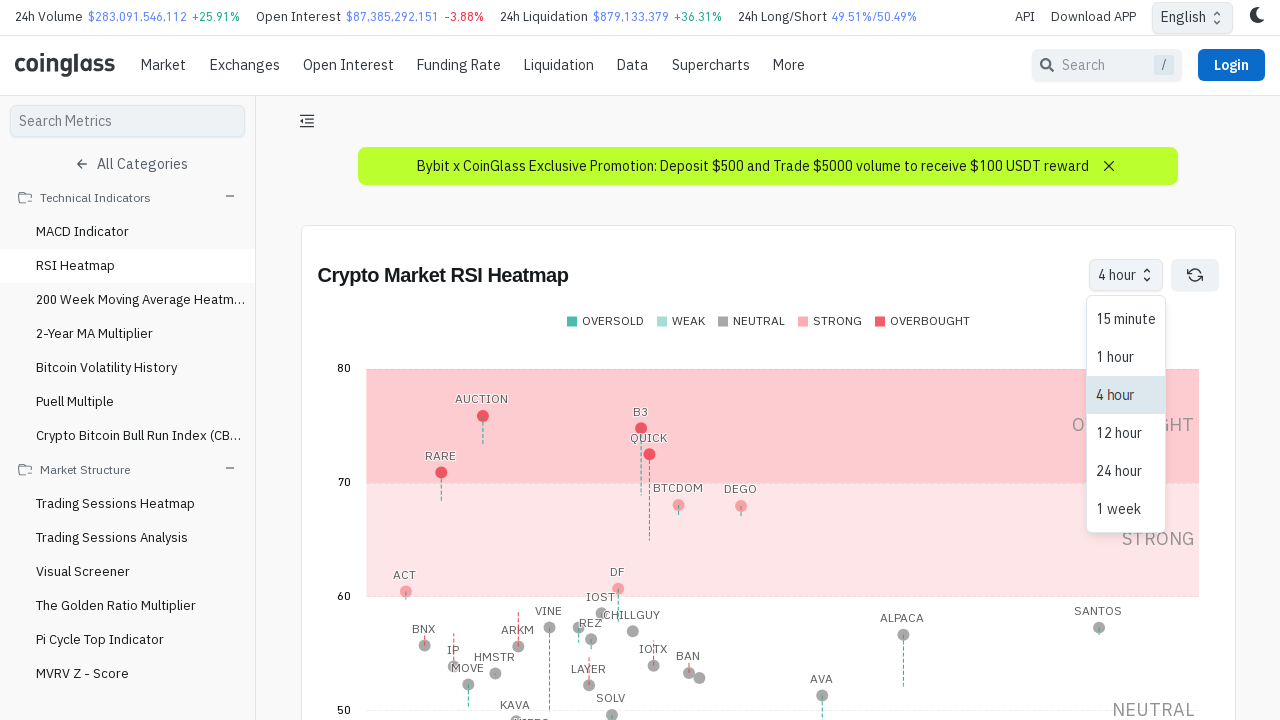 24h Volume $283,091,546,112 +25.91% Open Interest $87,385,292,151 -3.88% 24h Liquidation $879,133,379 +36.31% 24h Long/Short 49.51%/50.49% API Download APP English
coinglass Market Exchanges Open Interest Funding Rate Liquidation Data Supercharts More Search / Login
Search Metrics
All Categories
Technical Indicators
MACD Indicator
RSI Heatmap
200 Week Moving Average Heatm...
2-Year MA Multiplier
Bitcoin Volatility History
Puell Multiple
Crypto Bitcoin Bull Run Index (CB...
Market Structure
Trading Sessions Heatmap
Trading Sessions Analysis
Visual Screener
The Golden Ratio Multiplier
Pi Cycle Top Indicator
MVRV Z - Score
Bybit x CoinGlass Exclusive Promotion: Deposit $500 and Trade $5000 volume to receive $100 USDT reward
Crypto Market RSI Heatmap
4 hour
15 minute
1 hour
4 hour
12 hour
24 hour
1 week
OVERSOLD WEAK NEUTRAL STRONG OVERBOUGHT
80
AUCTION
B3
QUICK
RARE
70
BTCDOM
DEGO
STRONG
ACT
DF
60
IOST
VINE
CHILLGUY
REZ
ALPACA
SANTOS
BNX
ARKM
IP
HMSTR
IOTX
BAN
MOVE
LAYER
AVA
SOLV
KAVA
50
NEUTRAL